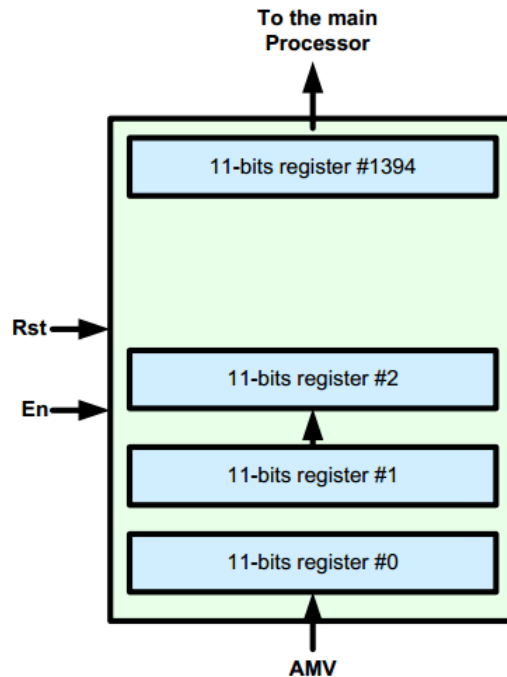 To the main
Processor
11-bits register #1394
Rst
11-bits register #2
En
11-bits register #1
11-bits register #0
AMV